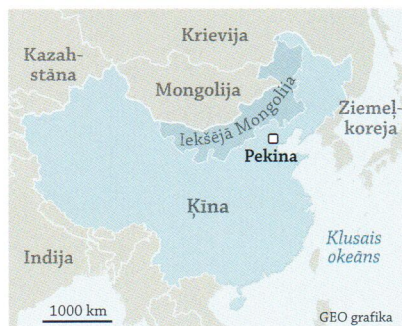 Krievija
Kazah-
stāna
Mongolija
Iekšējā Mongolija
Ziemeļ-
koreja
Pekina
Ķīna
Indija
Klusais
okeāns
1000 km
GEO grafika